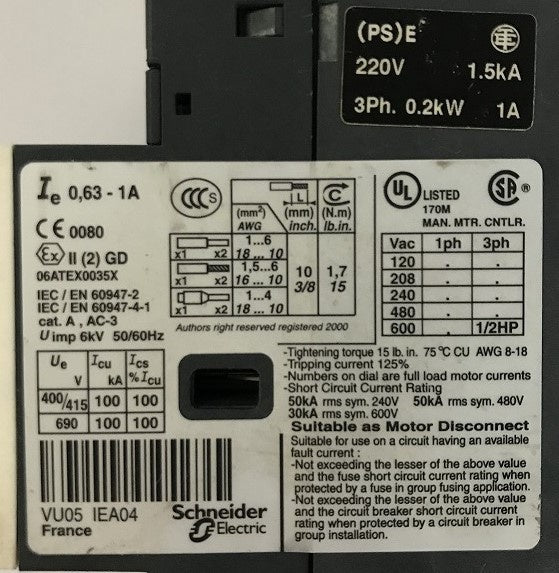 (PS)E
220V 1.5kA
3Ph. 0.2kW 1A
Ie 0,63 - 1A
CE 0080
Ex II (2) GD
06ATEX0035X
IEC / EN 60947-2
IEC / EN 60947-4-1
cat. A , AC-3
U imp 6kV 50/60Hz
CCC S
L C
(mm²) (mm) (N.m)
AWG inch. lb.in.
x1 x2 1...6
18 ... 10
x1 x2 1,5...6
16 ... 10
x1 x2 1...4
18 ... 10
10 1,7
3/8 15
Authors right reserved registered 2000
UL LISTED SA ®
170M
MAN. MTR. CNTLR.
Vac 1ph 3ph
120 . .
208 . .
240 . .
480 . .
600 . 1/2HP
Ue Icu Ics
V kA % Icu
400/415 100 100
690 100 100
-Tightening torque 15 lb. in. 75 °C CU AWG 8-18
-Tripping current 125%
-Numbers on dial are full load motor currents
-Short Circuit Current Rating
50kA rms sym. 240V 50kA rms sym. 480V
30kA rms sym. 600V
Suitable as Motor Disconnect
Suitable for use on a circuit having an available
fault current :
-Not exceeding the lesser of the above value
and the fuse short circuit current rating when
protected by a fuse in group fusing application.
-Not exceeding the lesser of the above value
and the circuit breaker short circuit current
rating when protected by a circuit breaker in
group installation.
VU05 IEA04
France
Schneider
Electric